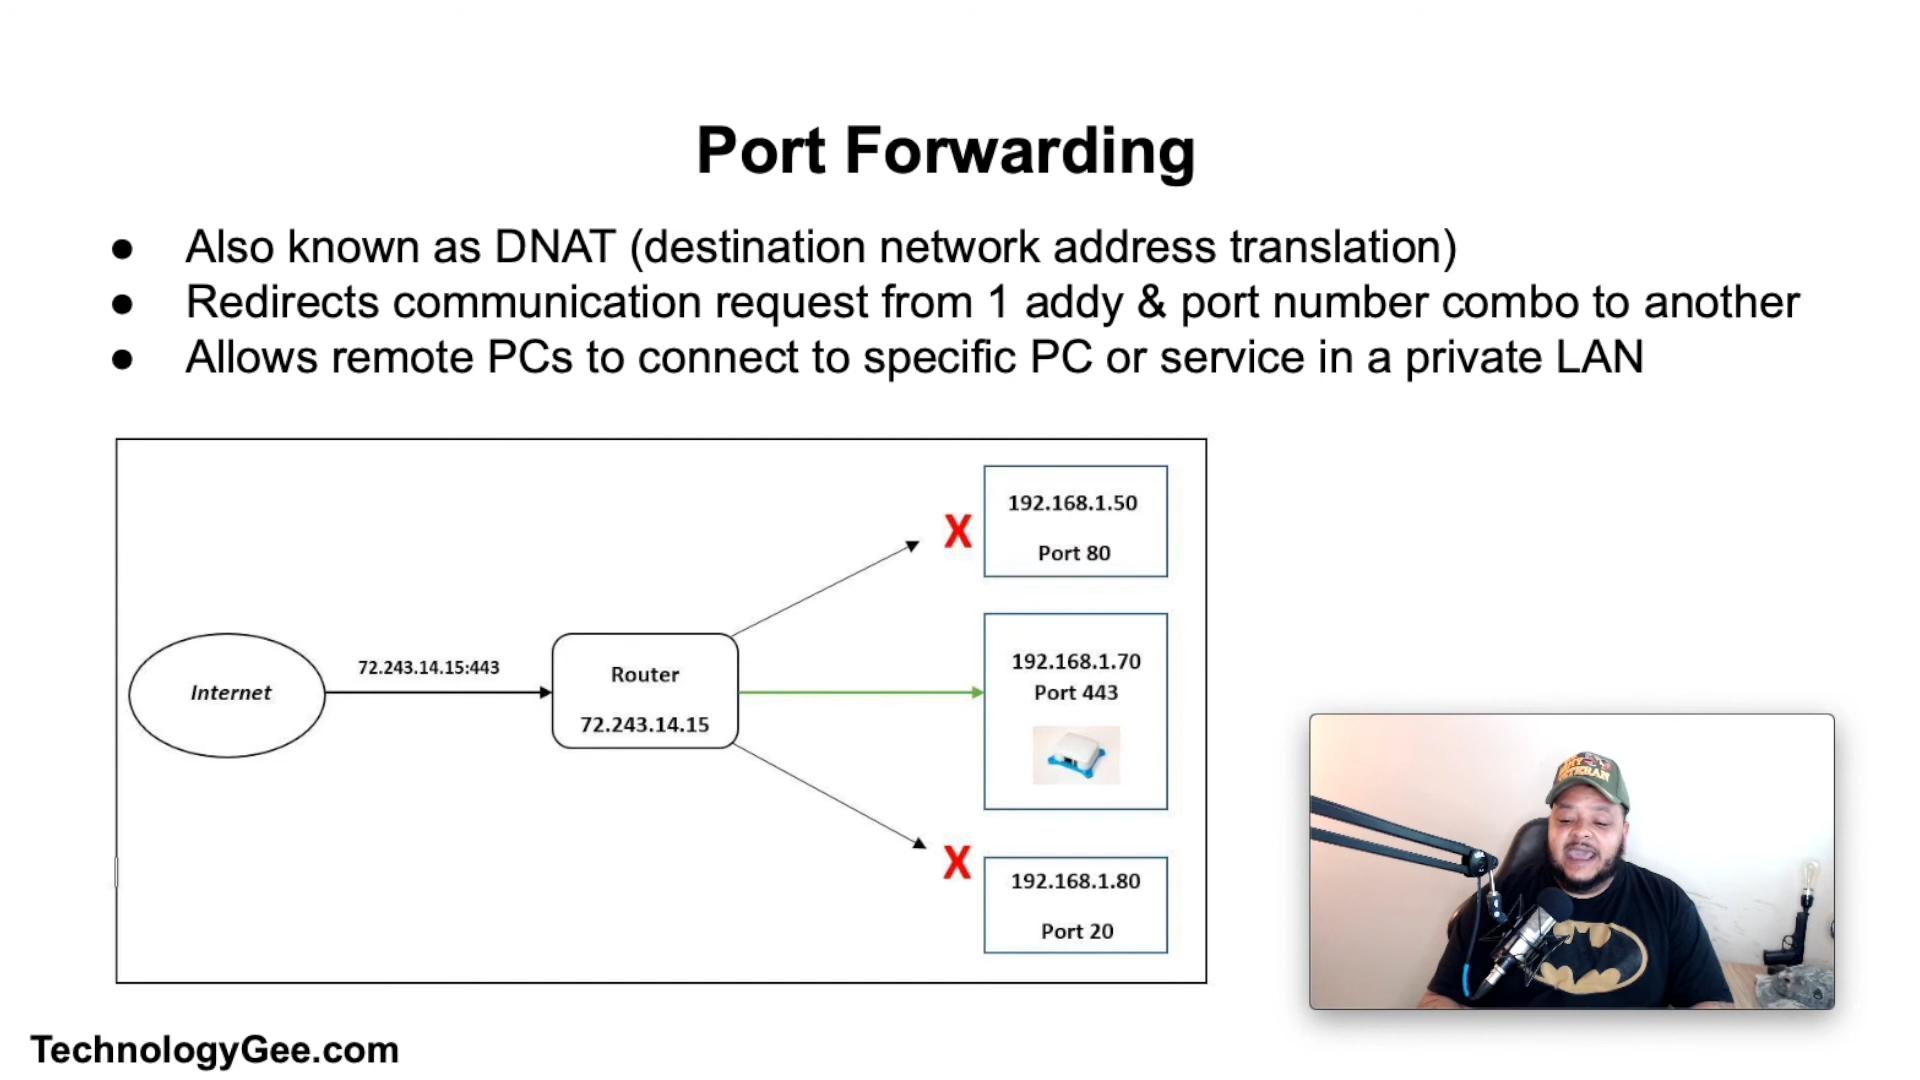 Port Forwarding
● Also known as DNAT (destination network address translation)
● Redirects communication request from 1 addy & port number combo to another
● Allows remote PCs to connect to specific PC or service in a private LAN
192.168.1.50
X
Port 80
72.243.14.15:443
Internet
Router
72.243.14.15
192.168.1.70
Port 443
X
192.168.1.80
Port 20
VETERAN
TechnologyGee.com